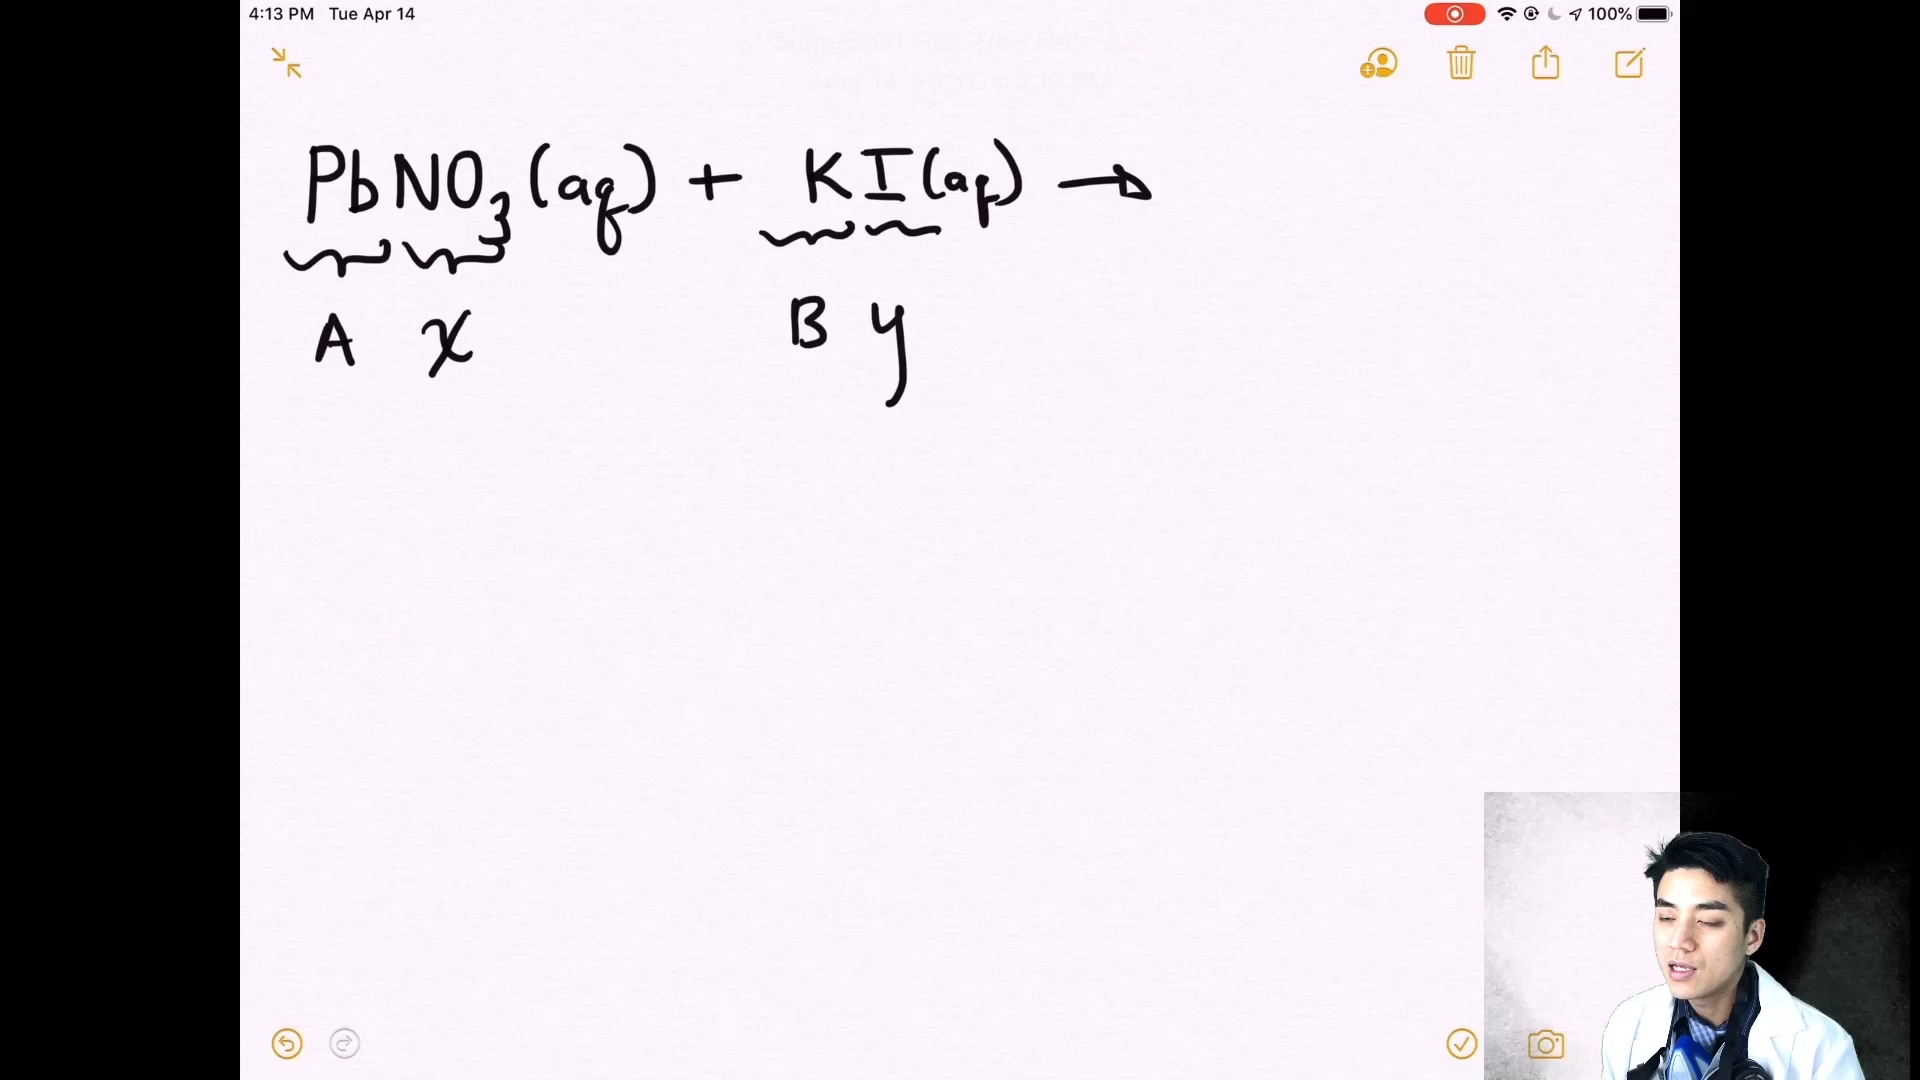 4:13 PM Tue Apr 14
100%
PbNO₃(aq) + KI(aq) →
A x B y